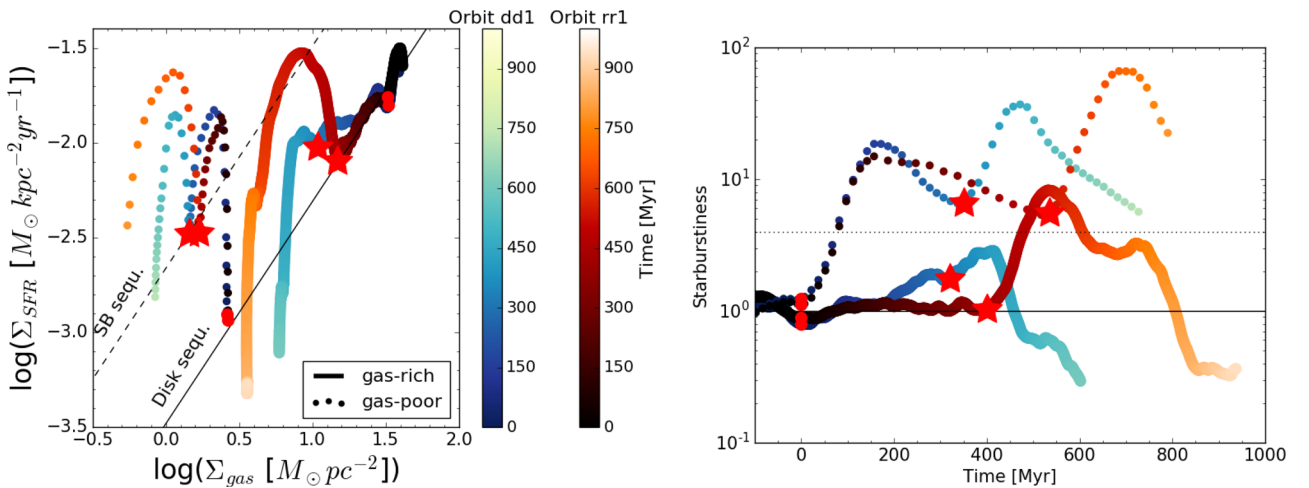 Orbit dd1
Orbit rr1
−1.5
−2.0
−2.5
−3.0
−3.5
log(Σ_SFR [M_⊙ kpc^−2 yr^−1])
SB sequ.
Disk sequ.
gas-rich
gas-poor
−0.5 0.0 0.5 1.0 1.5 2.0
log(Σ_gas [M_⊙ pc^−2])
900
750
600
450
300
150
0
900
750
600
450
300
150
0
Time [Myr]
10^2
10^1
10^0
10^-1
Starburstiness
0 200 400 600 800 1000
Time [Myr]